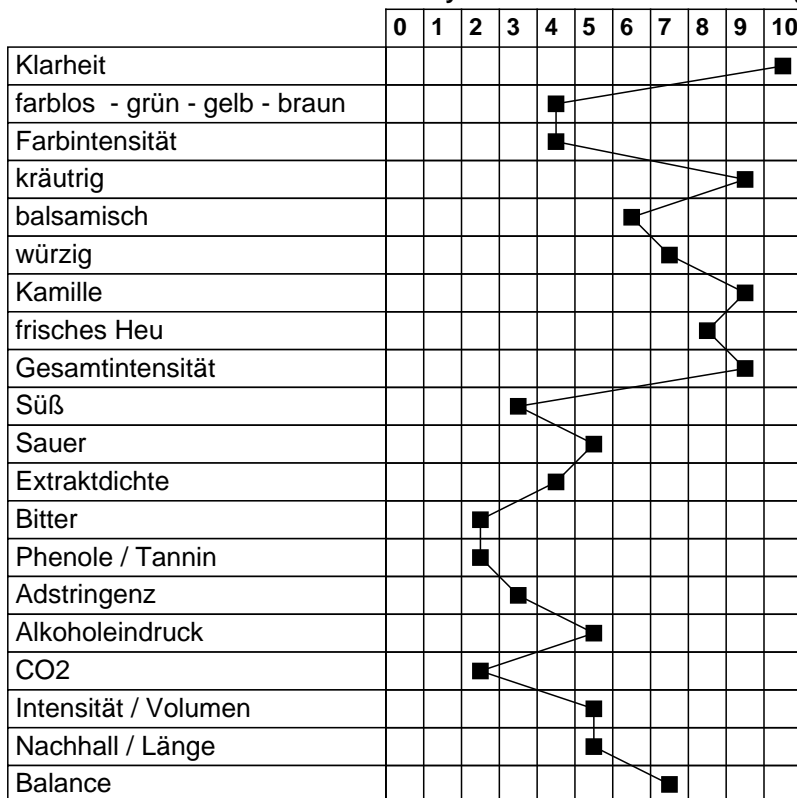 0 1 2 3 4 5 6 7 8 9 10
Klarheit
farblos - grün - gelb - braun
Farbintensität
kräutrig
balsamisch
würzig
Kamille
frisches Heu
Gesamtintensität
Süß
Sauer
Extraktdichte
Bitter
Phenole / Tannin
Adstringenz
Alkoholeindruck
CO2
Intensität / Volumen
Nachhall / Länge
Balance